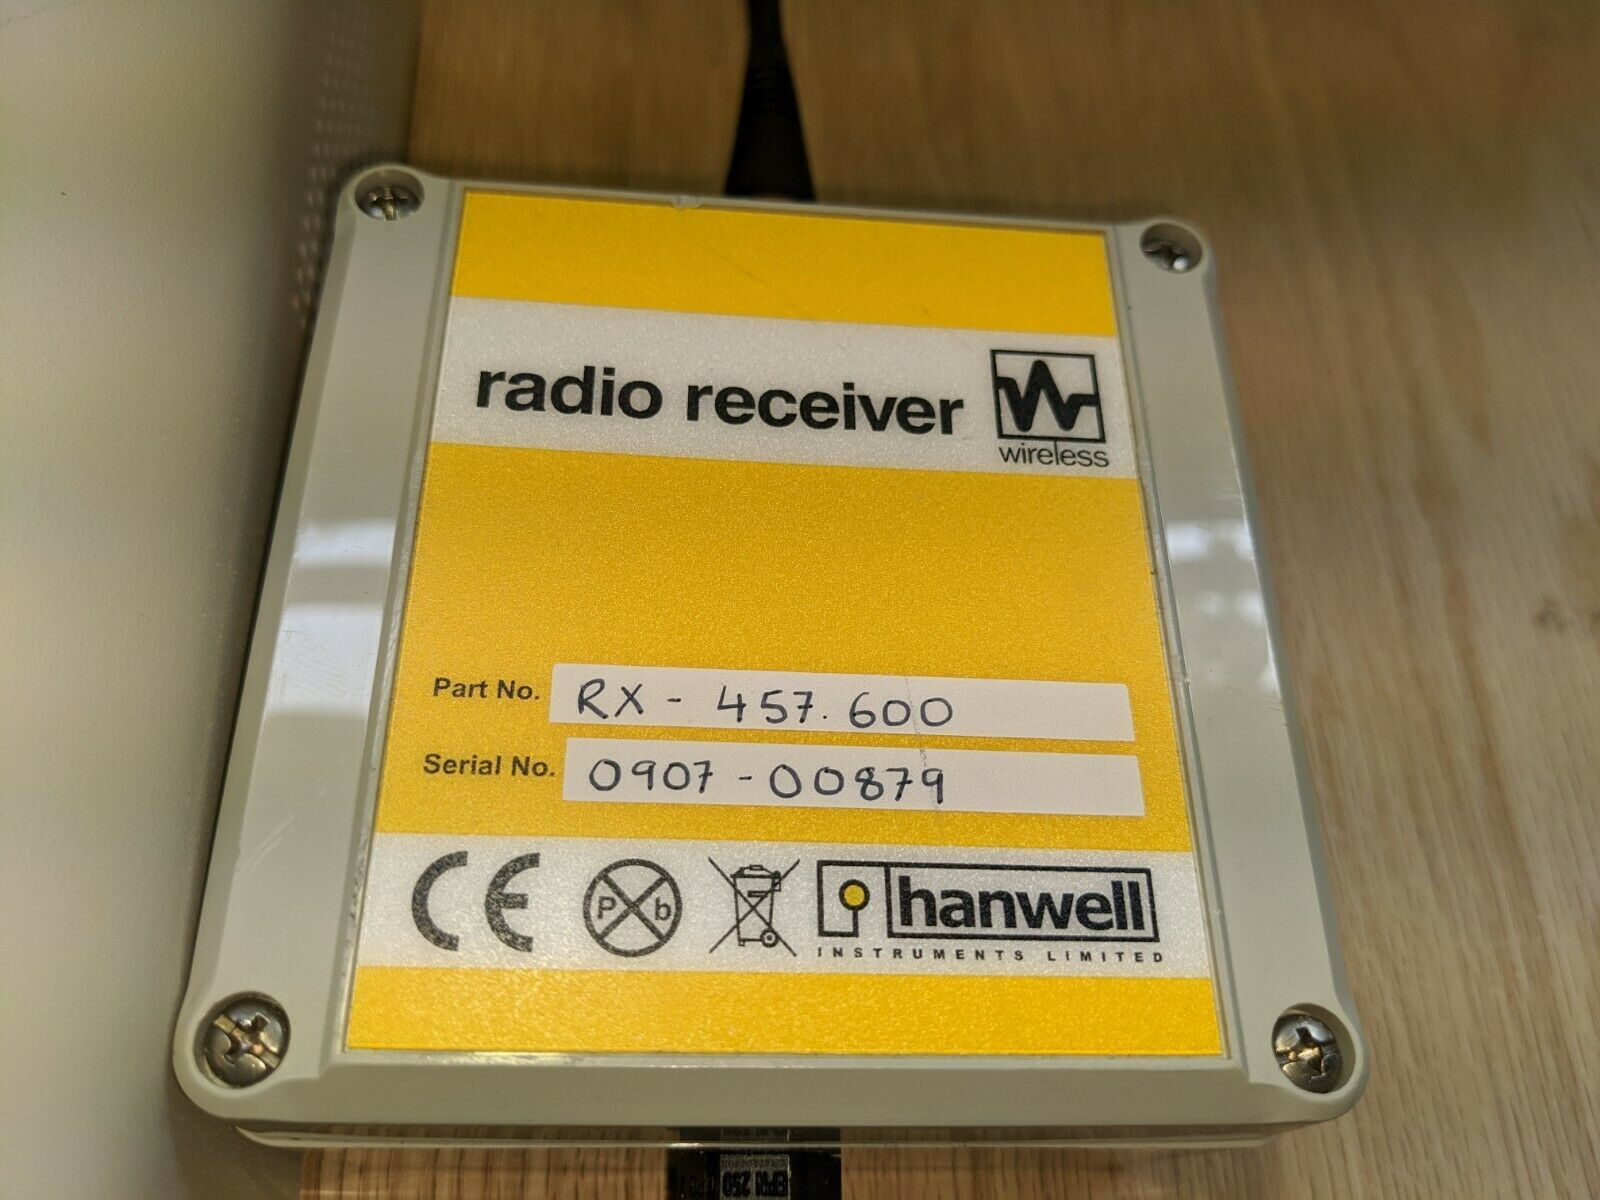 radio receiver
wireless
Part No. RX - 457.600
Serial No. 0907 - 00879
CE Pb hanwell
INSTRUMENTS LIMITED